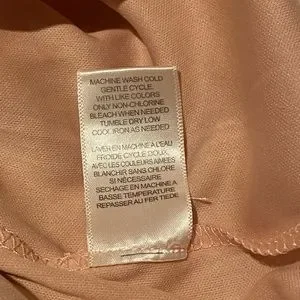 MACHINE WASH COLD
GENTLE CYCLE.
WITH LIKE COLORS
ONLY NON-CHLORINE
BLEACH WHEN NEEDED
TUMBLE DRY LOW
COOL IRON AS NEEDED
LAVER EN MACHINE A L'EAU
FROIDE CYCLE DOUX,
AVEC LES COULEURS AIMEES
BLANCHIR SANS CHLORE
SI NÉCESSAIRE
SECHAGE EN MACHINE A
BASSE TEMPERATURE
REPASSER AU FER TIEDE